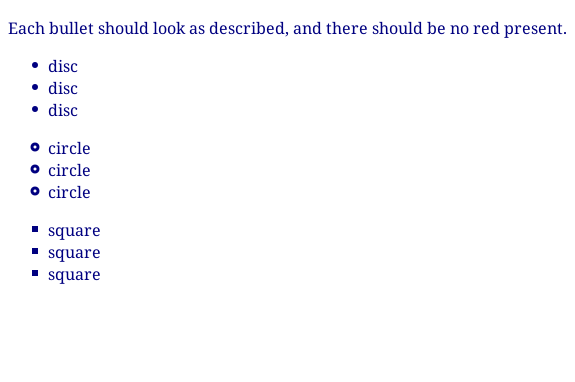 Each bullet should look as described, and there should be no red present.
disc
disc
disc
circle
circle
circle
square
square
square